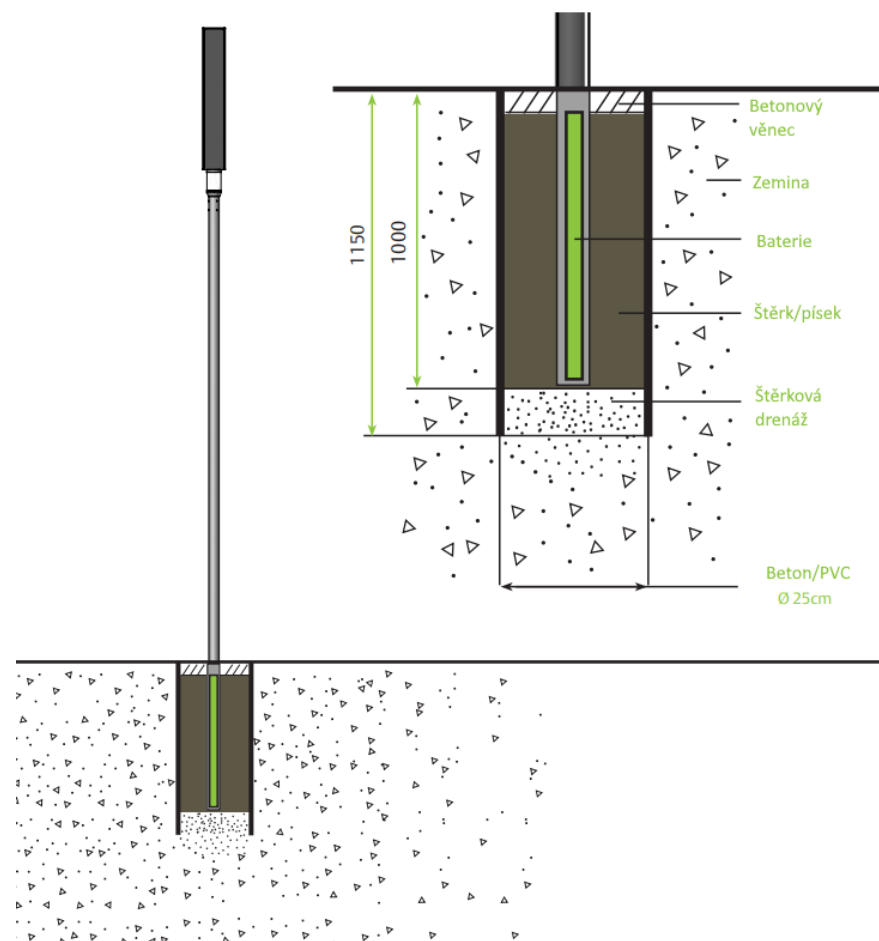 Betonový
věnec
Zemina
Baterie
1150
1000
Štěrk/písek
Štěrková
drenáž
Beton/PVC
Ø 25cm